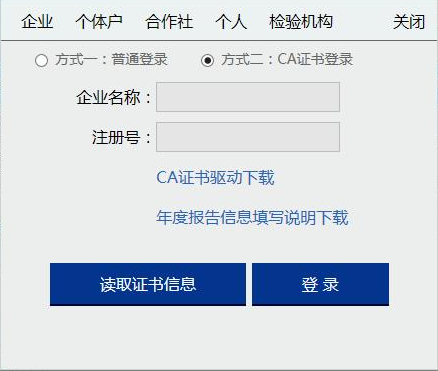 企业 个体户 合作社 个人 检验机构 关闭
方式一：普通登录 方式二：CA证书登录
企业名称：
注册号：
CA证书驱动下载
年度报告信息填写说明下载
读取证书信息 登 录